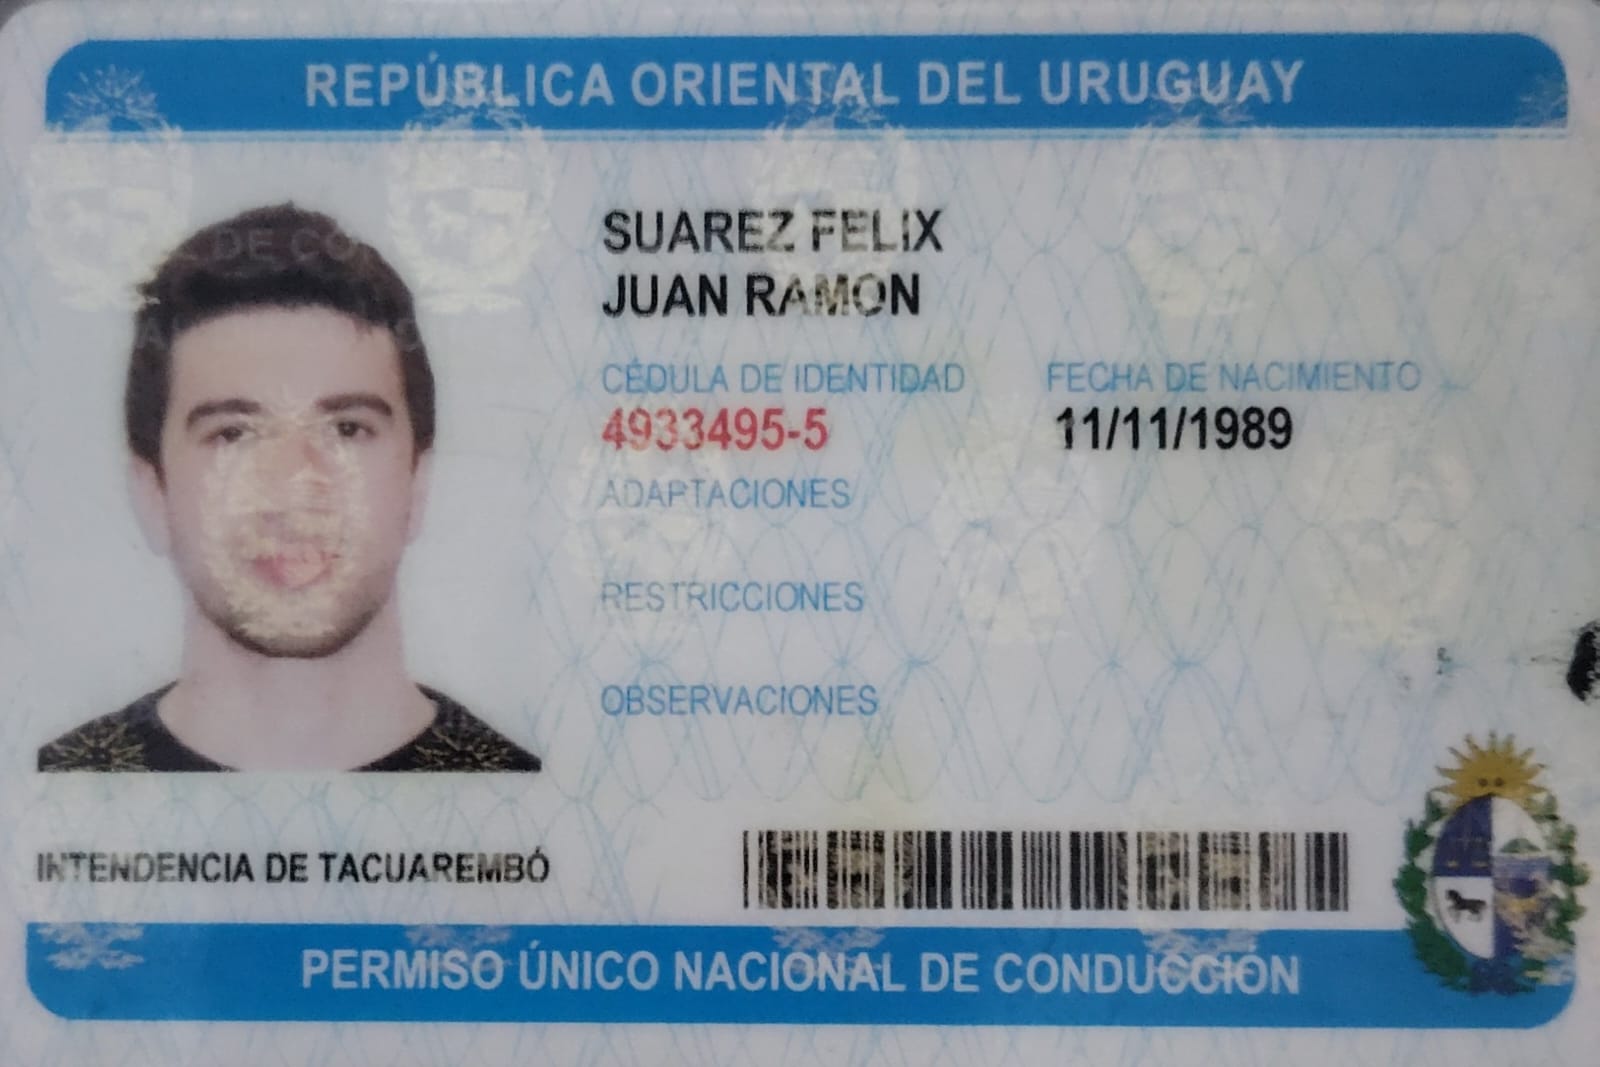 REPÚBLICA ORIENTAL DEL URUGUAY
SUAREZ FELIX
JUAN RAMON
CÉDULA DE IDENTIDAD
4933495-5
FECHA DE NACIMIENTO
11/11/1989
ADAPTACIONES
RESTRICCIONES
OBSERVACIONES
INTENDENCIA DE TACUAREMBÓ
PERMISO ÚNICO NACIONAL DE CONDUCCIÓN